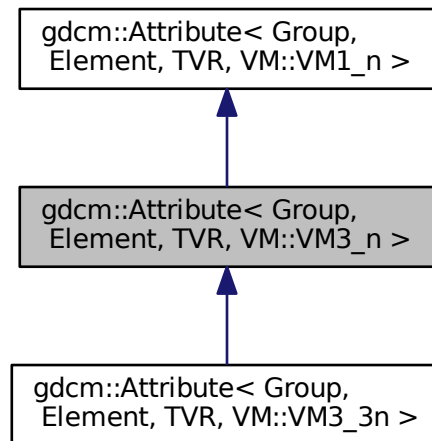 gdcm::Attribute< Group,
Element, TVR, VM::VM1_n >
gdcm::Attribute< Group,
Element, TVR, VM::VM3_n >
gdcm::Attribute< Group,
Element, TVR, VM::VM3_3n >